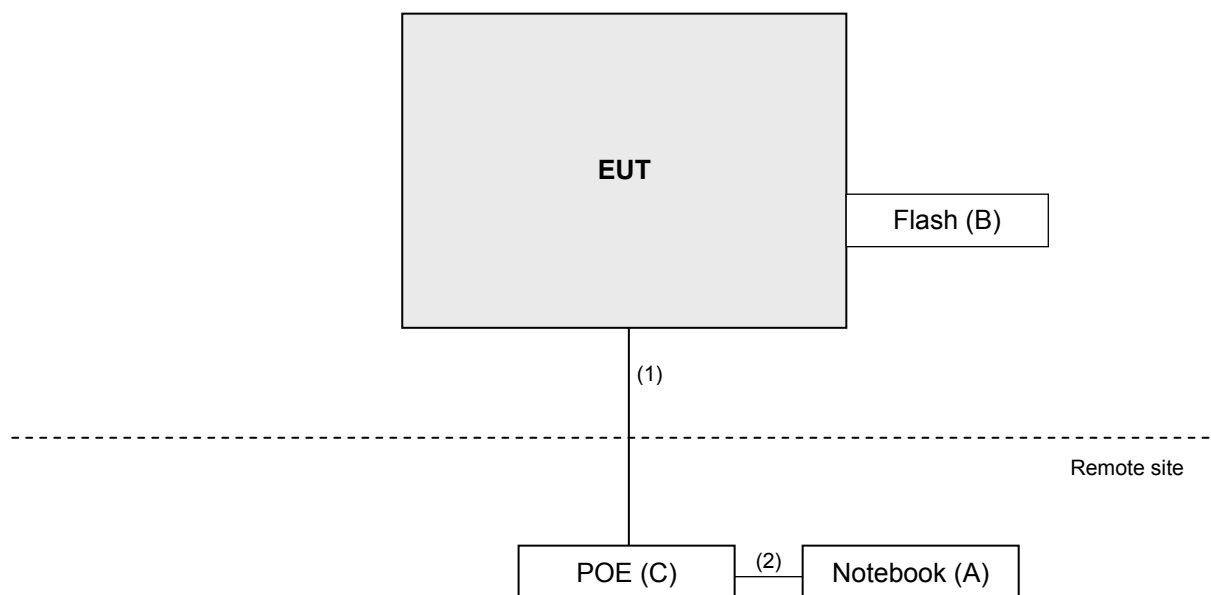 EUT
Flash (B)
(1)
Remote site
POE (C)
(2)
Notebook (A)